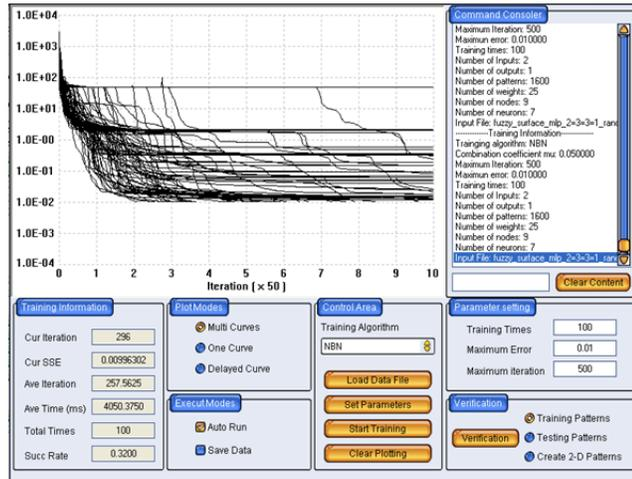 1.0E+04
1.0E+03
1.0E+02
1.0E+01
1.0E-00
1.0E-01
1.0E-02
1.0E-03
1.0E-04
0 1 2 3 4 5 6 7 8 9 10
Iteration ( × 50 )
Command Consoler
Maximum Iteration: 500
Maximun error: 0.010000
Training times: 100
Number of Inputs: 2
Number of outputs: 1
Number of patterns: 1600
Number of weights: 25
Number of nodes: 9
Number of neurons: 7
Input File: fuzzy_surface_mlp_2=3=3=1_ran
---------------Training Information---------------
Trainging algorithm: NBN
Combination coefficient mu: 0.050000
Maximum Iteration: 500
Maximun error: 0.010000
Training times: 100
Number of Inputs: 2
Number of outputs: 1
Number of patterns: 1600
Number of weights: 25
Number of nodes: 9
Number of neurons: 7
Input File: fuzzy_surface_mlp_2=3=3=1_ran
Clear Content
Training Information
Cur Iteration 296
Cur SSE 0.00996302
Ave Iteration 257.5625
Ave Time (ms) 4050.3750
Total Times 100
Succ Rate 0.3200
Plot Modes
Multi Curves
One Curve
Delayed Curve
Execut Modes
Auto Run
Save Data
Control Area
Training Algorithm
NBN
Load Data File
Set Parameters
Start Training
Clear Plotting
Parameter setting
Training Times 100
Maximum Error 0.01
Maximum iteration 500
Verification
Verification
Training Patterns
Testing Patterns
Create 2-D Patterns